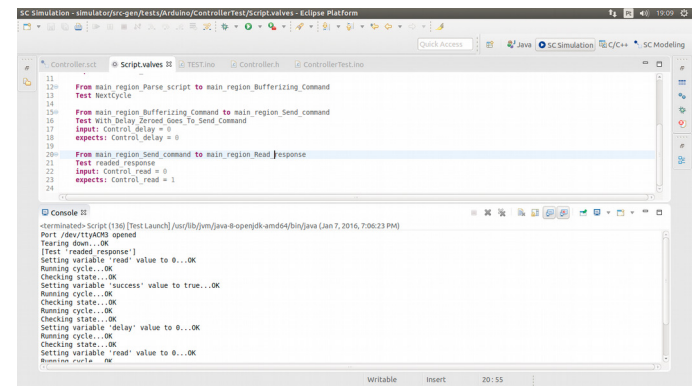 SC Simulation - simulator/src-gen/tests/Arduino/ControllerTest/Script.valves - Eclipse Platform
19:09
Quick Access
Java SC Simulation C/C++ SC Modeling
Controller.sct Script.valves TEST.ino Controller.h ControllerTest.ino
11
12 From main_region_Parse_script to main_region_Bufferizing_Command
13 Test NextCycle
14
15 From main_region_Bufferizing_Command to main_region_Send_command
16 Test With_Delay_Zeroed_Goes_To_Send_Command
17 input: Control_delay = 0
18 expects: Control_delay = 0
19
20 From main_region_Send_command to main_region_Read_response
21 Test readed_response
22 input: Control_read = 0
23 expects: Control_read = 1
24
Console
<terminated> Script (136) [Test Launch] /usr/lib/jvm/java-8-openjdk-amd64/bin/java (Jan 7, 2016, 7:06:23 PM)
Port /dev/ttyACM3 opened
Tearing down...OK
[Test 'readed_response']
Setting variable 'read' value to 0...OK
Running cycle...OK
Checking state...OK
Setting variable 'success' value to true...OK
Running cycle...OK
Checking state...OK
Running cycle...OK
Checking state...OK
Setting variable 'delay' value to 0...OK
Running cycle...OK
Checking state...OK
Setting variable 'read' value to 0...OK
Running cycle...OK
Writable Insert 20:55